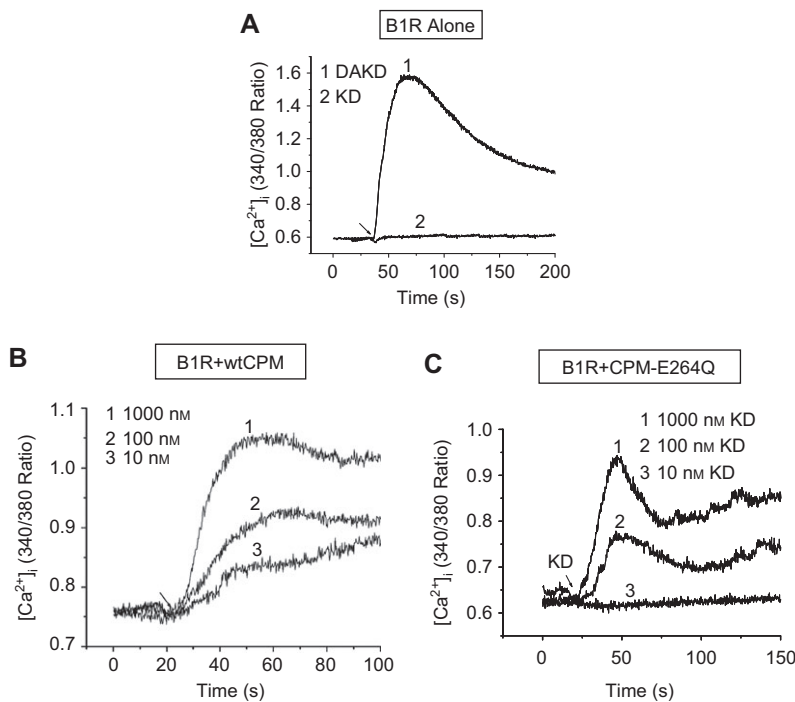 A
B1R Alone
1 DAKD
2 KD
1
2
[Ca²⁺]ᵢ (340/380 Ratio)
1.6
1.4
1.2
1.0
0.8
0.6
0
50
100
150
200
Time (s)
B
B1R+wtCPM
1 1000 nM
2 100 nM
3 10 nM
1
2
3
[Ca²⁺]ᵢ (340/380 Ratio)
1.1
1.0
0.9
0.8
0.7
0
20
40
60
80
100
Time (s)
C
B1R+CPM-E264Q
1 1000 nM KD
2 100 nM KD
3 10 nM KD
1
2
3
KD
[Ca²⁺]ᵢ (340/380 Ratio)
1.0
0.9
0.8
0.7
0.6
0
50
100
150
Time (s)